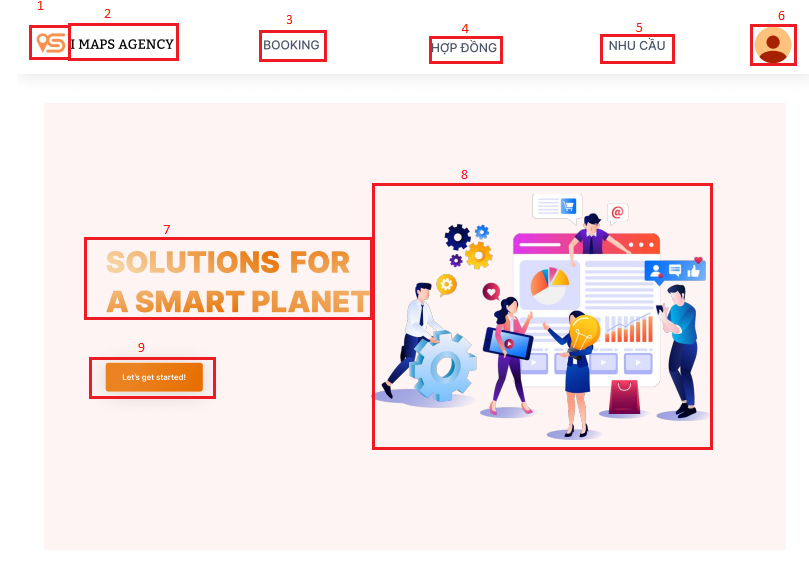 1
2
3
4
5
6
I MAPS AGENCY
BOOKING
HỢP ĐỒNG
NHU CẦU
7
8
@
SOLUTIONS FOR
A SMART PLANET
9
Let's get started!